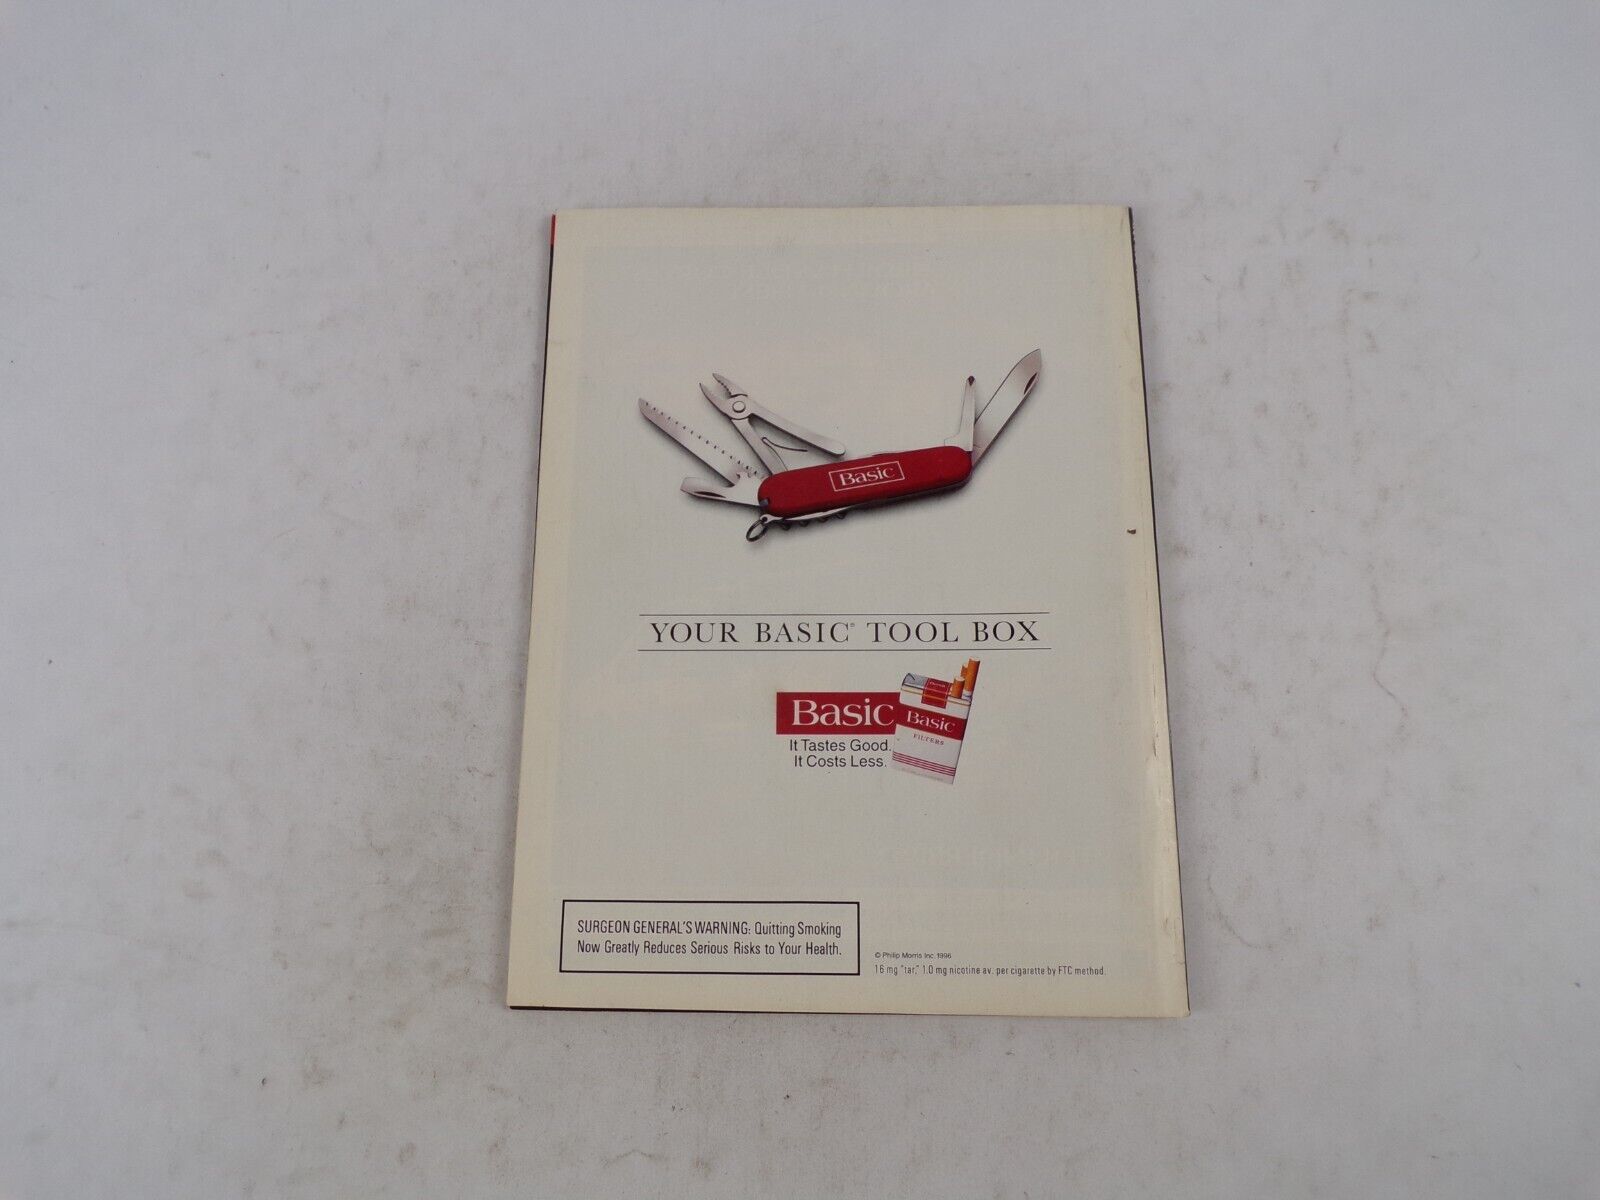 Basic
YOUR BASIC® TOOL BOX
Basic
It Tastes Good.
It Costs Less.
Basic
FILTERS
SURGEON GENERAL'S WARNING: Quitting Smoking
Now Greatly Reduces Serious Risks to Your Health.
© Philip Morris Inc. 1996
16 mg "tar," 1.0 mg nicotine av. per cigarette by FTC method.